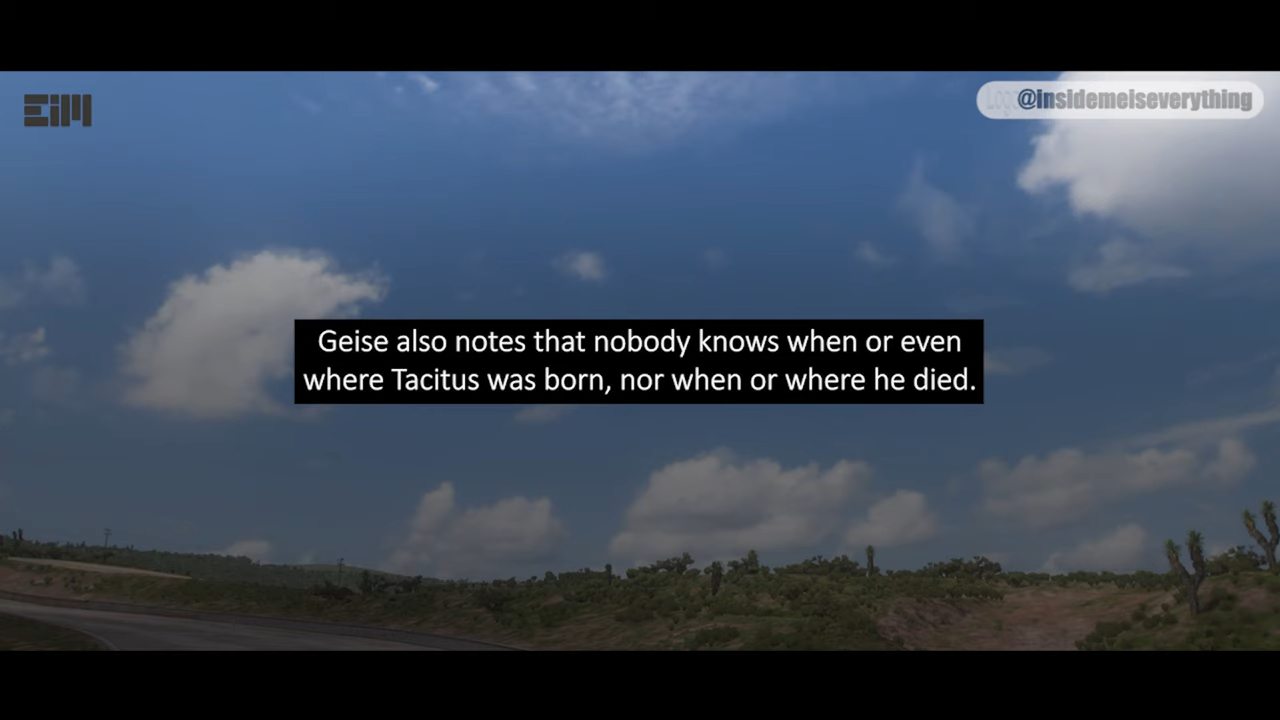 EiM
@insidemeiseverything
Geise also notes that nobody knows when or even
where Tacitus was born, nor when or where he died.